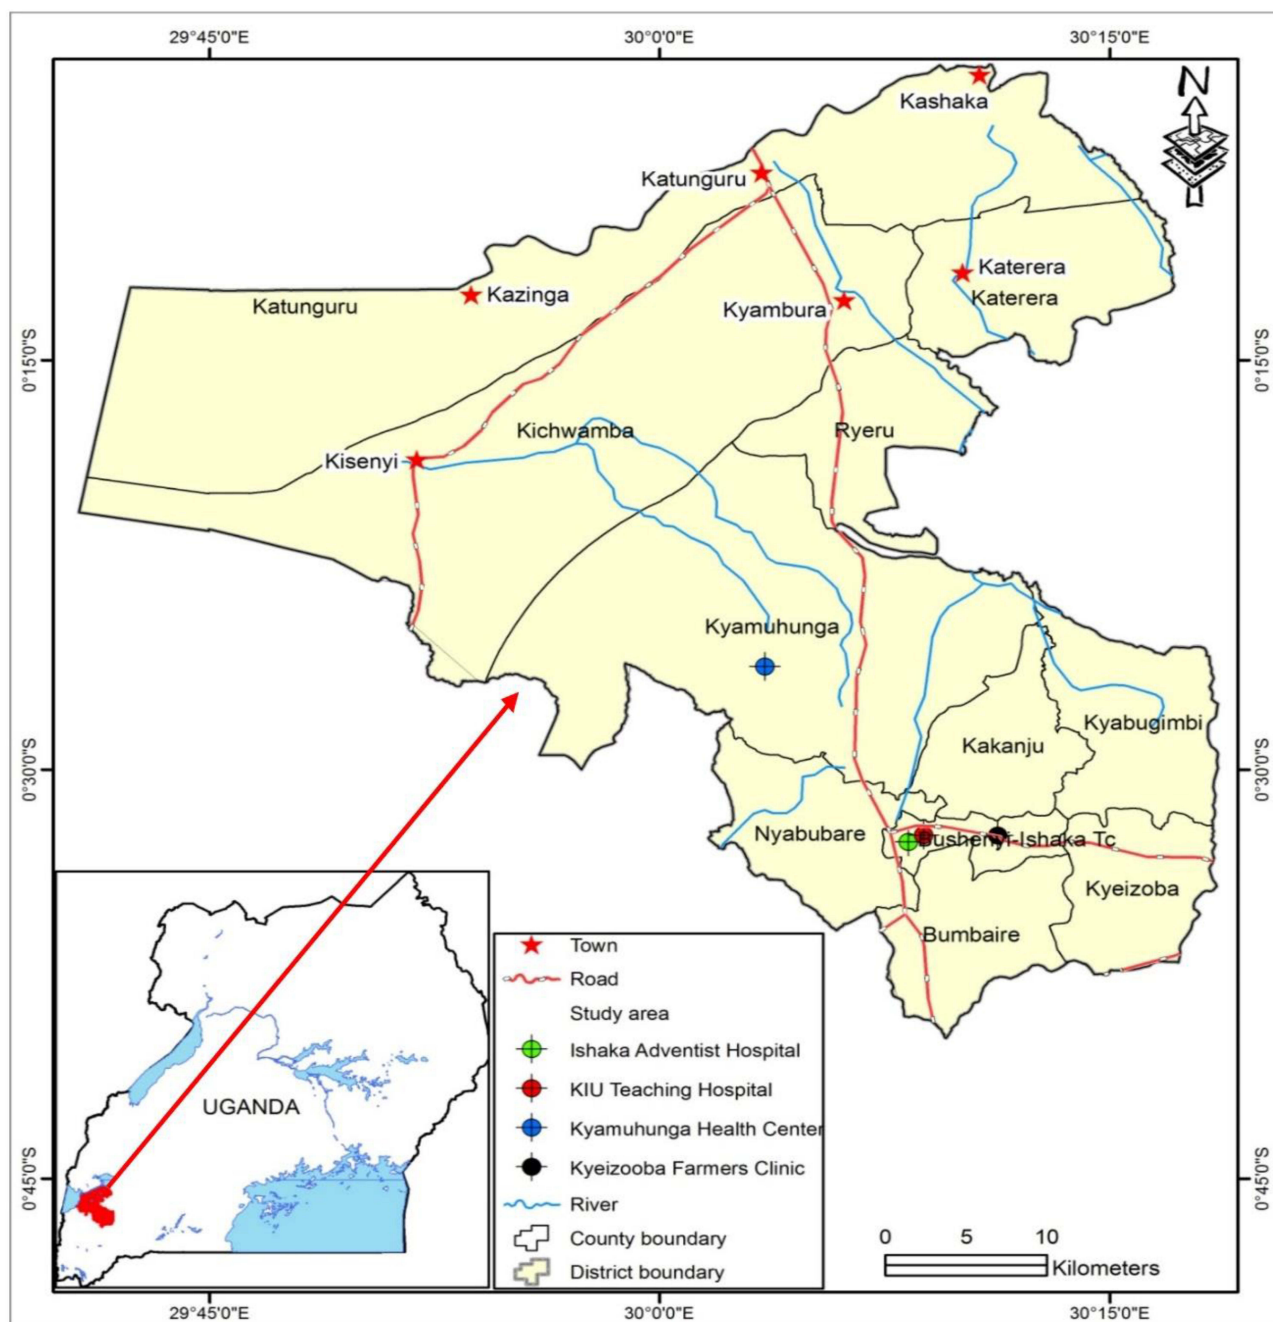 29°45'0"E
30°0'0"E
30°15'0"E
N
Kashaka
Katunguru
Katerera
Katerera
Kazinga
Katunguru
Kyambura
0°15'0"S
0°15'0"S
Kichwamba
Ryeru
Kisenyi
Kyamuhunga
Kyabugimbi
Kakanju
0°30'0"S
0°30'0"S
Nyabubare
Bushenyi-Ishaka Tc
Kyeizoba
Bumbaire
UGANDA
Town
Road
Study area
Ishaka Adventist Hospital
KIU Teaching Hospital
Kyamuhunga Health Center
Kyeizooba Farmers Clinic
River
County boundary
District boundary
0°45'0"S
0°45'0"S
0 5 10
Kilometers
29°45'0"E
30°0'0"E
30°15'0"E